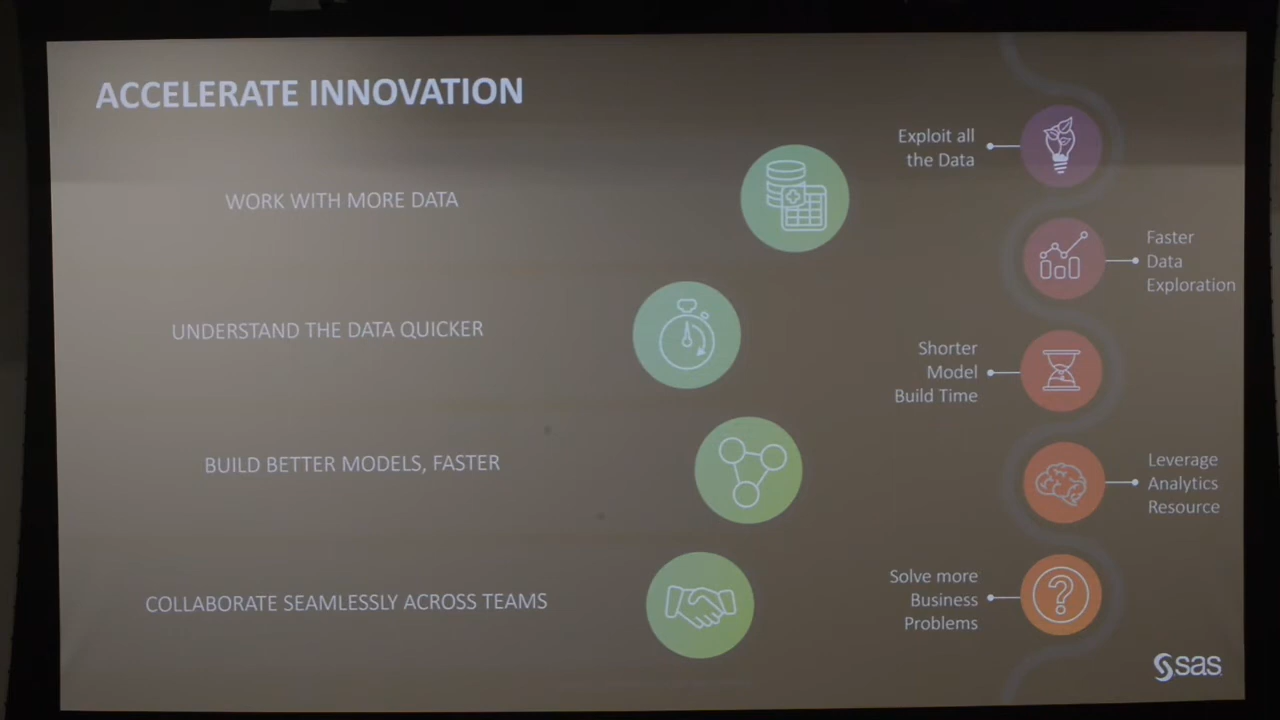 ACCELERATE INNOVATION
WORK WITH MORE DATA
UNDERSTAND THE DATA QUICKER
BUILD BETTER MODELS, FASTER
COLLABORATE SEAMLESSLY ACROSS TEAMS
Exploit all
the Data
Faster
Data
Exploration
Shorter
Model
Build Time
Leverage
Analytics
Resource
Solve more
Business
Problems
?
sas